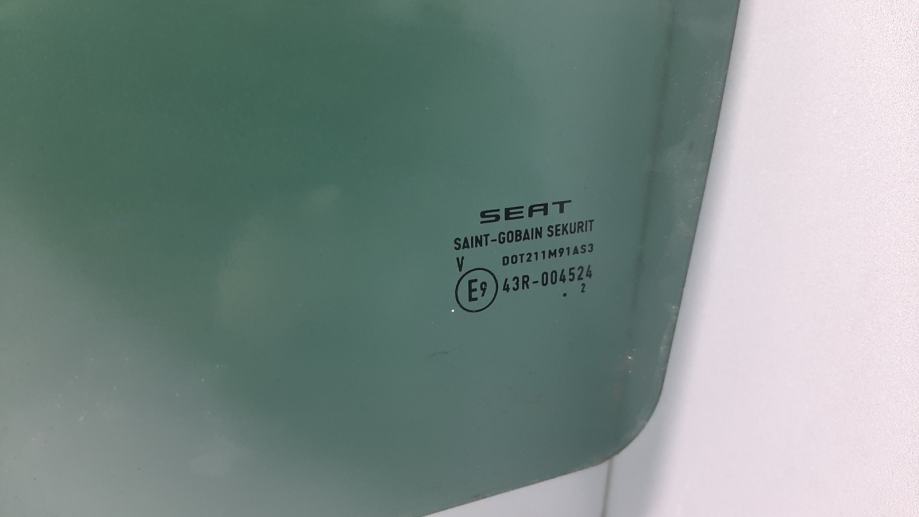 SEAT
SAINT-GOBAIN SEKURIT
V DOT211M91AS3
E9 43R-004524
. 2